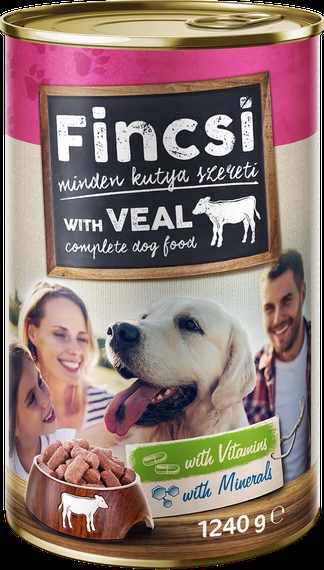 Fincsi
minden kutya szereti
WITH VEAL
complete dog food
with Vitamins
with Minerals
1240 g ℮